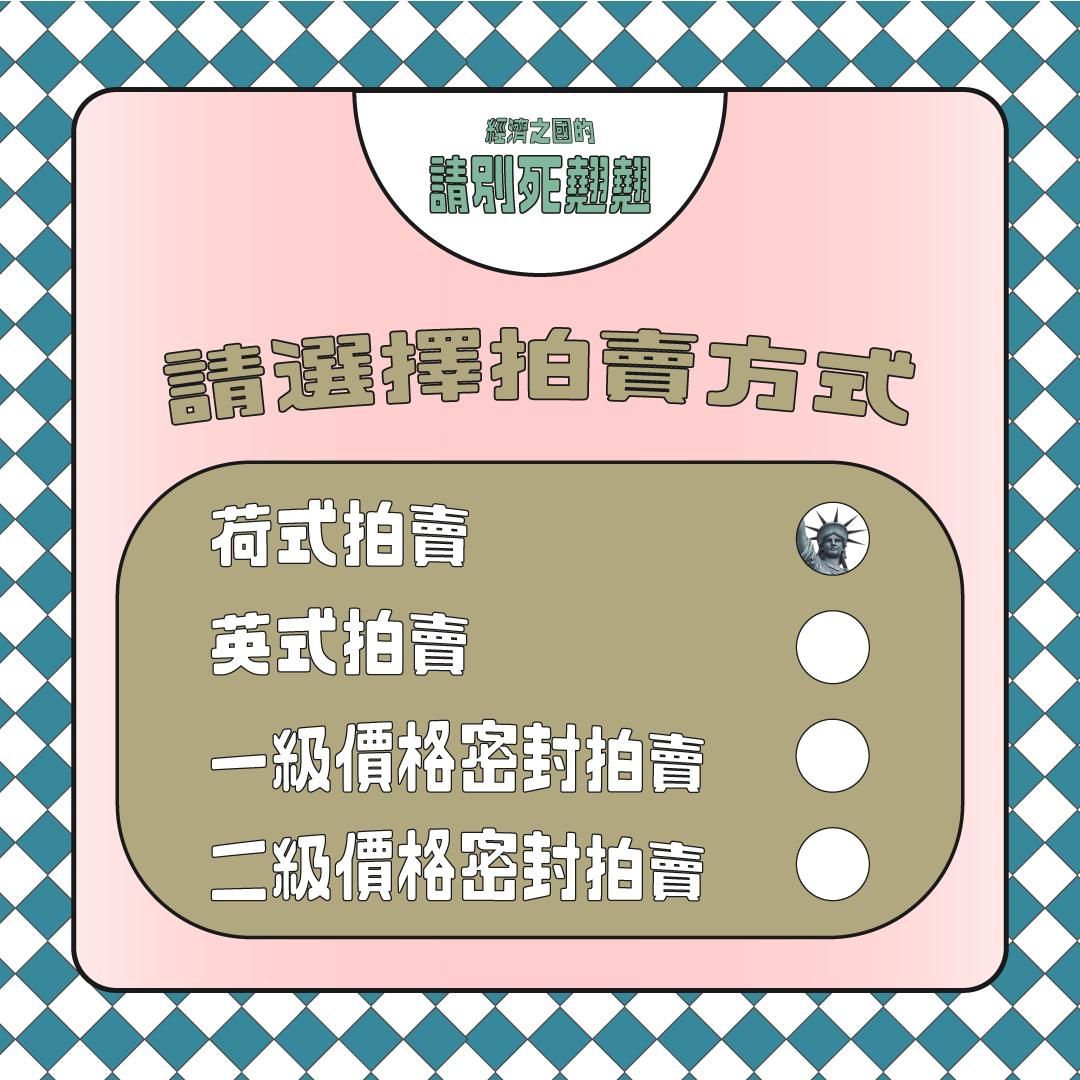 經濟之國的
請別死翹翹
請選擇拍賣方式
荷式拍賣
英式拍賣
一級價格密封拍賣
二級價格密封拍賣